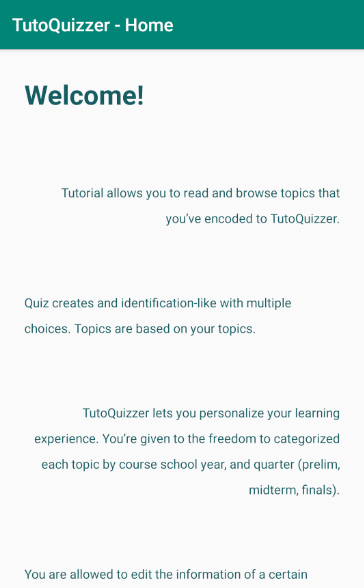 TutoQuizzer - Home
Welcome!
Tutorial allows you to read and browse topics that
you've encoded to TutoQuizzer.
Quiz creates and identification-like with multiple
choices. Topics are based on your topics.
TutoQuizzer lets you personalize your learning
experience. You're given to the freedom to categorized
each topic by course school year, and quarter (prelim,
midterm, finals).
You are allowed to edit the information of a certain